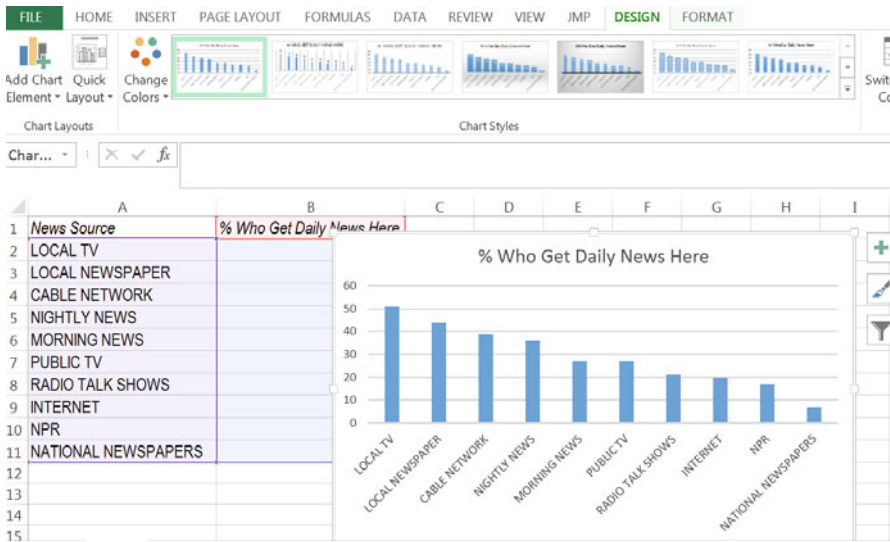 FILE HOME INSERT PAGE LAYOUT FORMULAS DATA REVIEW VIEW JMP DESIGN FORMAT
Add Chart Quick Change
Element Layout Colors
Chart Layouts Chart Styles
Char... fx
A B C D E F G H I
1 News Source % Who Get Daily News Here
2 LOCAL TV
3 LOCAL NEWSPAPER
4 CABLE NETWORK
5 NIGHTLY NEWS
6 MORNING NEWS
7 PUBLIC TV
8 RADIO TALK SHOWS
9 INTERNET
10 NPR
11 NATIONAL NEWSPAPERS
12
13
14
15
% Who Get Daily News Here
60
50
40
30
20
10
0
LOCAL TV
LOCAL NEWSPAPER
CABLE NETWORK
NIGHTLY NEWS
MORNING NEWS
PUBLIC TV
RADIO TALK SHOWS
INTERNET
NPR
NATIONAL NEWSPAPERS